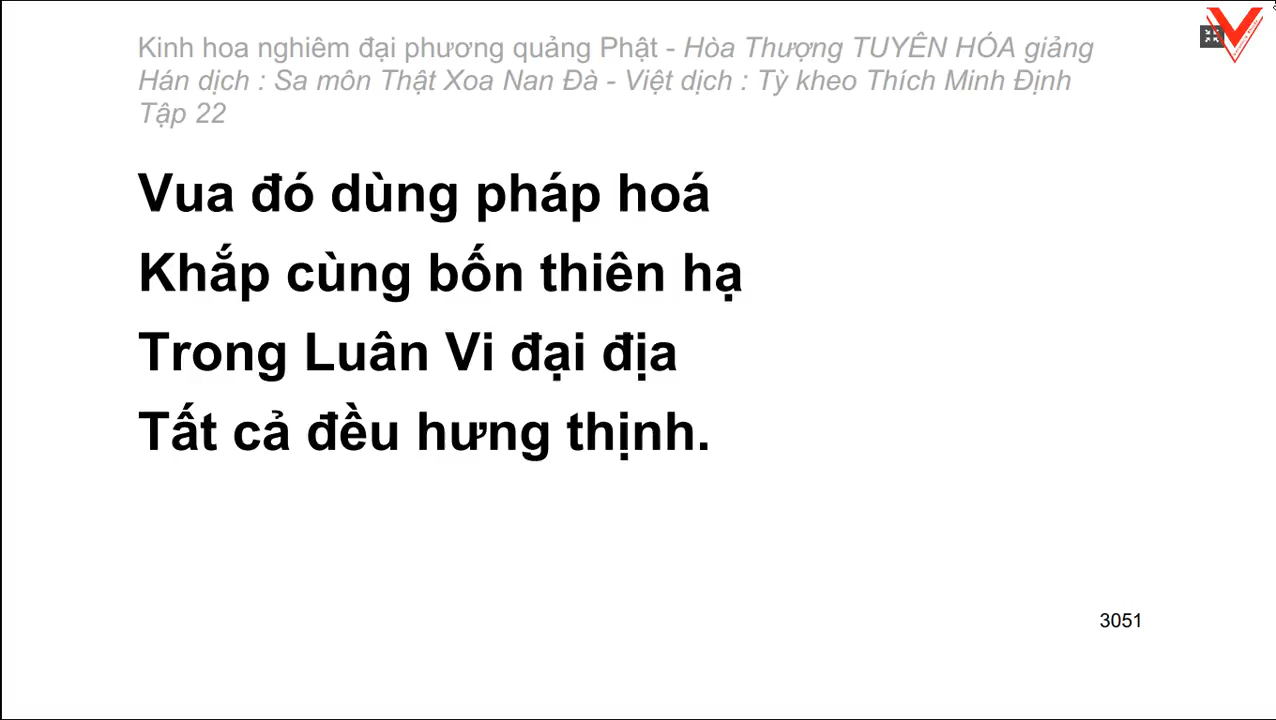 Kinh hoa nghiêm đại phương quảng Phật - Hòa Thượng TUYÊN HÓA giảng
Hán dịch : Sa môn Thật Xoa Nan Đà - Việt dịch : Tỳ kheo Thích Minh Định
Tập 22
Vua đó dùng pháp hoá
Khắp cùng bốn thiên hạ
Trong Luân Vi đại địa
Tất cả đều hưng thịnh.
3051